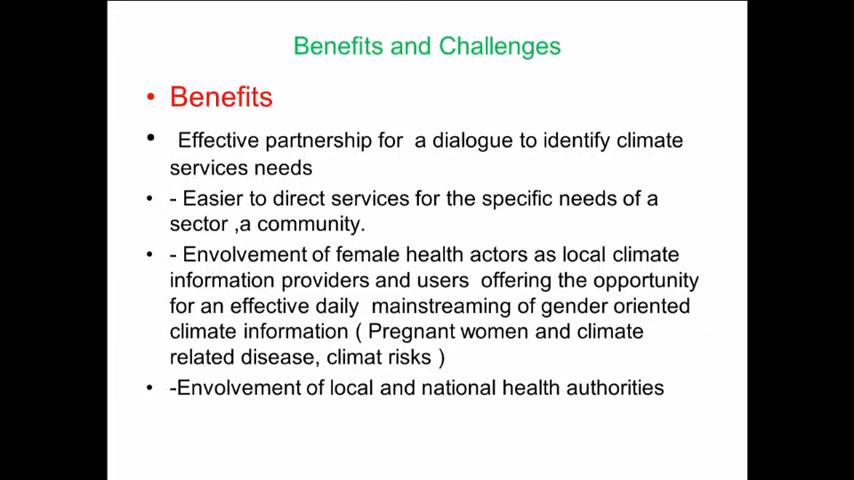 Benefits and Challenges
• Benefits
• Effective partnership for a dialogue to identify climate
services needs
• - Easier to direct services for the specific needs of a
sector ,a community.
• - Envolvement of female health actors as local climate
information providers and users offering the opportunity
for an effective daily mainstreaming of gender oriented
climate information ( Pregnant women and climate
related disease, climat risks )
• -Envolvement of local and national health authorities